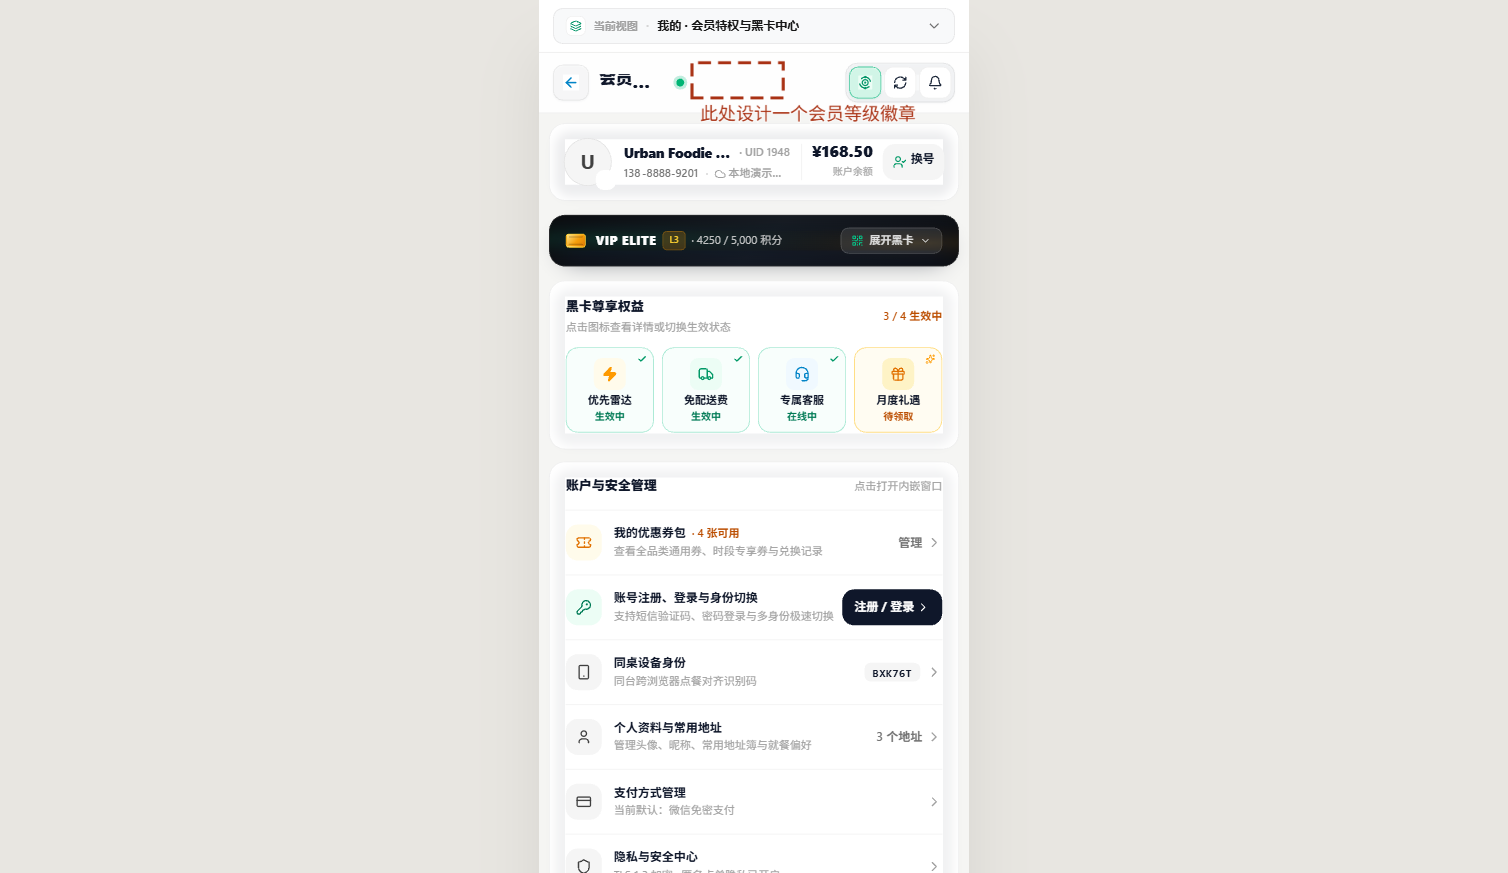 当前视图 · 我的 · 会员特权与黑卡中心
会员...
此处设计一个会员等级徽章
U
Urban Foodie ... · UID 1948
138 -8888-9201 · 本地演示...
¥168.50
账户余额
换号
VIP ELITE L3 · 4250 / 5,000 积分
展开黑卡
黑卡尊享权益
点击图标查看详情或切换生效状态
3 / 4 生效中
优先雷达
生效中
免配送费
生效中
专属客服
在线中
月度礼遇
待领取
账户与安全管理
点击打开内嵌窗口
我的优惠券包 · 4 张可用
查看全品类通用券、时段专享券与兑换记录
管理
账号注册、登录与身份切换
支持短信验证码、密码登录与多身份极速切换
注册 / 登录
同桌设备身份
同台跨浏览器点餐对齐识别码
BXK76T
个人资料与常用地址
管理头像、昵称、常用地址簿与就餐偏好
3 个地址
支付方式管理
当前默认：微信免密支付
隐私与安全中心